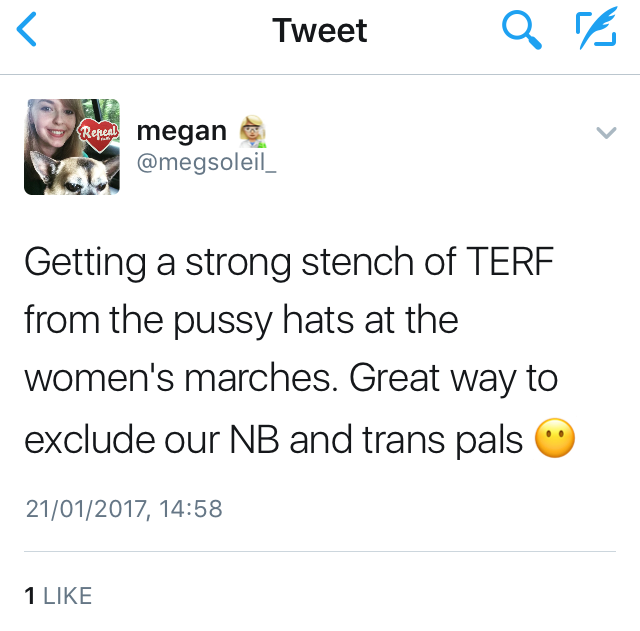 Tweet
Repeal
megan
@megsoleil_
Getting a strong stench of TERF
from the pussy hats at the
women's marches. Great way to
exclude our NB and trans pals 😶
21/01/2017, 14:58
1 LIKE